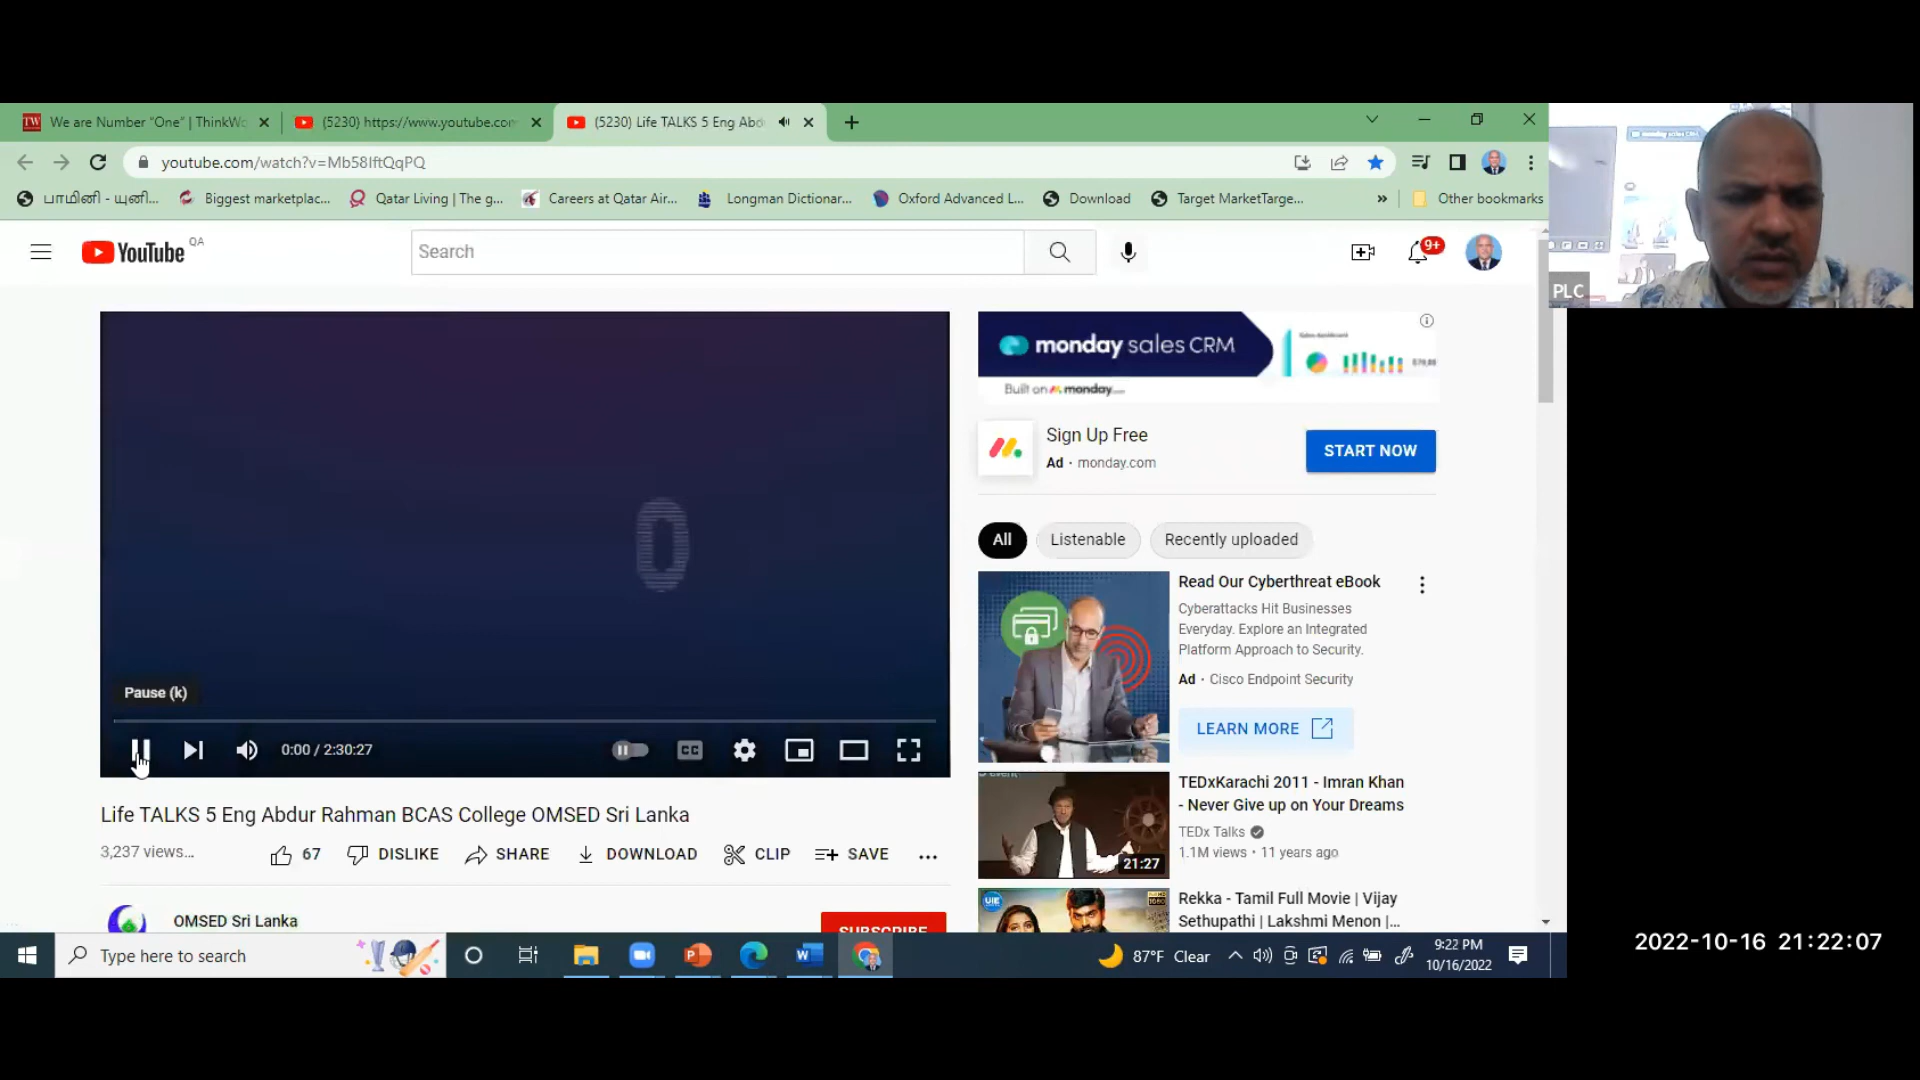 We are Number "One" | ThinkWo
(5230) https://www.youtube.com
(5230) Life TALKS 5 Eng Abd
youtube.com/watch?v=Mb58IftQqPQ
பாமினி - யுனி...
Biggest marketplac...
Qatar Living | The g...
Careers at Qatar Air...
Longman Dictionar...
Oxford Advanced L...
Download
Target MarketTarge...
»
Other bookmarks
PLC
YouTube QA
Search
9+
monday sales CRM
Built on monday.com
Sign Up Free
Ad · monday.com
START NOW
All
Listenable
Recently uploaded
0
Pause (k)
0:00 / 2:30:27
CC
Life TALKS 5 Eng Abdur Rahman BCAS College OMSED Sri Lanka
3,237 views...
67
DISLIKE
SHARE
DOWNLOAD
CLIP
SAVE
...
OMSED Sri Lanka
SUBSCRIBE
Read Our Cyberthreat eBook
Cyberattacks Hit Businesses
Everyday. Explore an Integrated
Platform Approach to Security.
Ad · Cisco Endpoint Security
LEARN MORE
TEDxKarachi 2011 - Imran Khan
- Never Give up on Your Dreams
TEDx Talks
1.1M views · 11 years ago
21:27
Rekka - Tamil Full Movie | Vijay
Sethupathi | Lakshmi Menon |...
Type here to search
87°F Clear
9:22 PM
10/16/2022
2022-10-16 21:22:07